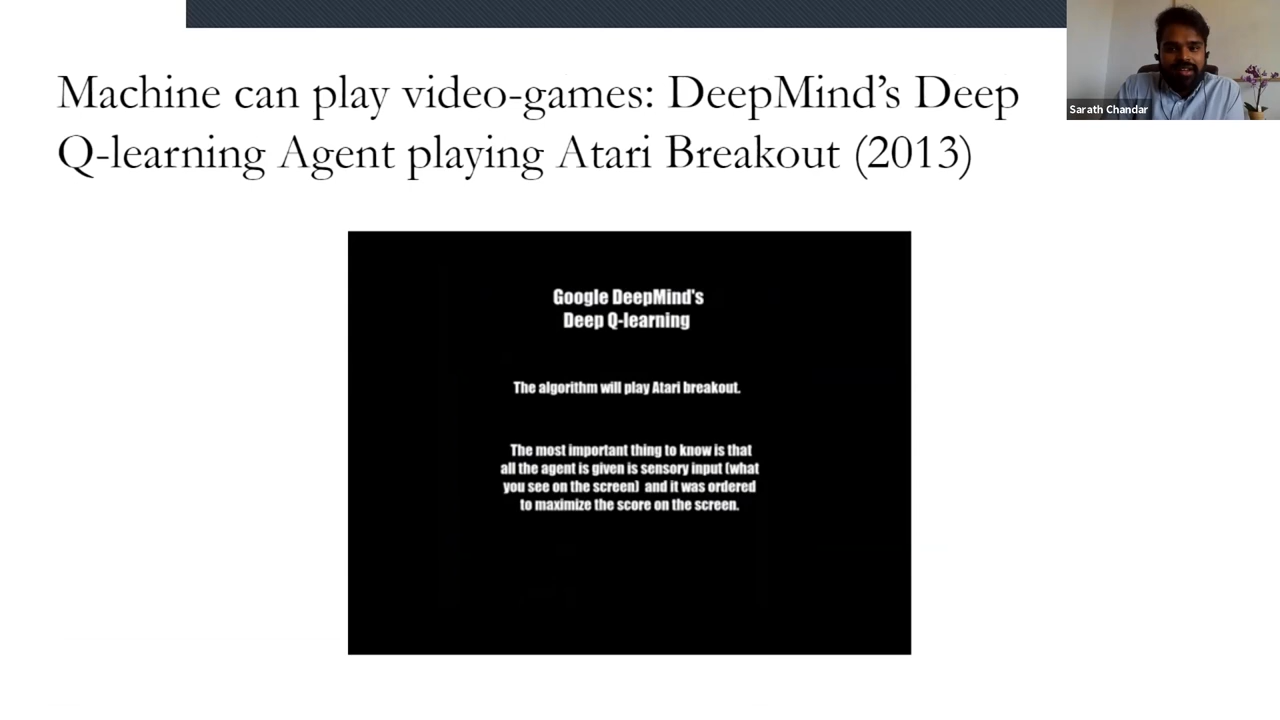 Machine can play video-games: DeepMind’s Deep
Q-learning Agent playing Atari Breakout (2013)
Sarath Chandar
Google DeepMind's
Deep Q-learning
The algorithm will play Atari breakout.
The most important thing to know is that
all the agent is given is sensory input (what
you see on the screen) and it was ordered
to maximize the score on the screen.